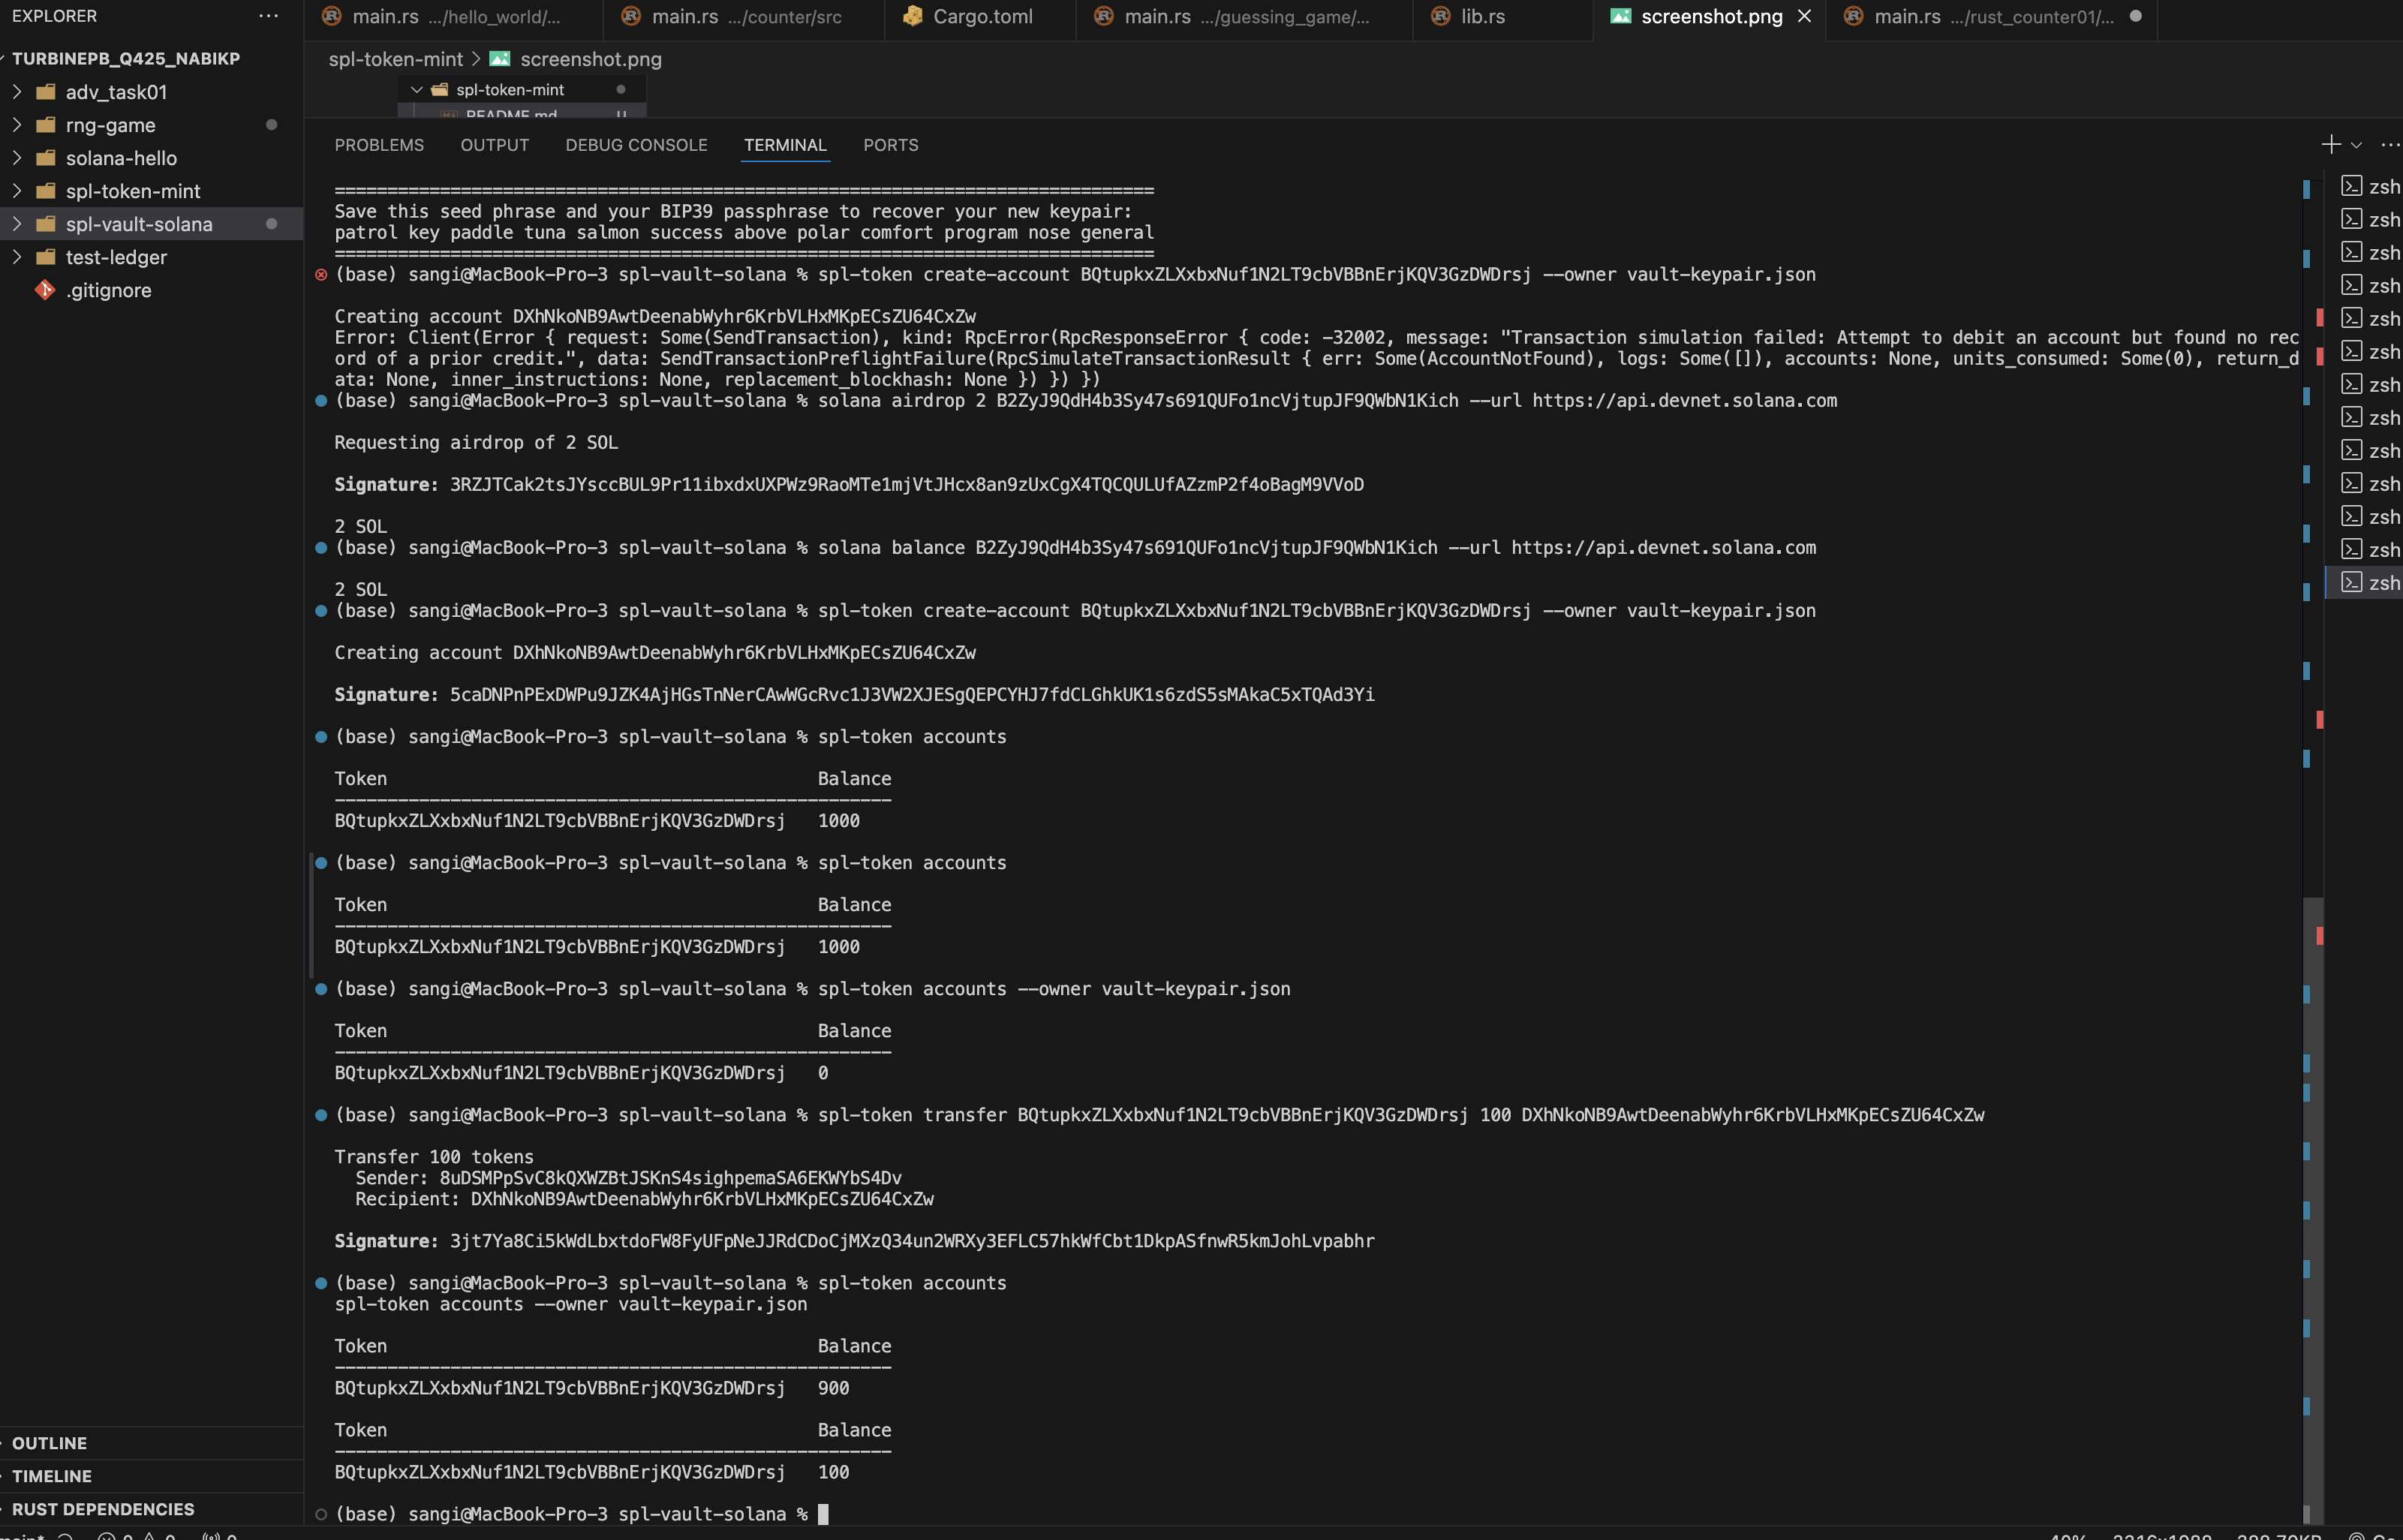 EXPLORER
main.rs .../hello_world/...
main.rs .../counter/src
Cargo.toml
main.rs .../guessing_game/...
lib.rs
screenshot.png
main.rs .../rust_counter01/...
TURBINEPB_Q425_NABIKP
adv_task01
rng-game
solana-hello
spl-token-mint
spl-vault-solana
test-ledger
.gitignore
spl-token-mint > screenshot.png
spl-token-mint
README.md U
PROBLEMS OUTPUT DEBUG CONSOLE TERMINAL PORTS
============================================================================
Save this seed phrase and your BIP39 passphrase to recover your new keypair:
patrol key paddle tuna salmon success above polar comfort program nose general
============================================================================
(base) sangi@MacBook-Pro-3 spl-vault-solana % spl-token create-account BQtupkxZLXxbxNuf1N2LT9cbVBBnErjKQV3GzDWDrsj --owner vault-keypair.json
Creating account DXhNkoNB9AwtDeenabWyhr6KrbVLHxMKpECsZU64CxZw
Error: Client(Error { request: Some(SendTransaction), kind: RpcError(RpcResponseError { code: -32002, message: "Transaction simulation failed: Attempt to debit an account but found no rec
ord of a prior credit.", data: SendTransactionPreflightFailure(RpcSimulateTransactionResult { err: Some(AccountNotFound), logs: Some([]), accounts: None, units_consumed: Some(0), return_d
ata: None, inner_instructions: None, replacement_blockhash: None }) }) })
(base) sangi@MacBook-Pro-3 spl-vault-solana % solana airdrop 2 B2ZyJ9QdH4b3Sy47s691QUFo1ncVjtupJF9QWbN1Kich --url https://api.devnet.solana.com
Requesting airdrop of 2 SOL
Signature: 3RZJTCak2tsJYsccBUL9Pr11ibxdxUXPWz9RaoMTe1mjVtJHcx8an9zUxCgX4TQCQULUfAZzmP2f4oBagM9VVoD
2 SOL
(base) sangi@MacBook-Pro-3 spl-vault-solana % solana balance B2ZyJ9QdH4b3Sy47s691QUFo1ncVjtupJF9QWbN1Kich --url https://api.devnet.solana.com
2 SOL
(base) sangi@MacBook-Pro-3 spl-vault-solana % spl-token create-account BQtupkxZLXxbxNuf1N2LT9cbVBBnErjKQV3GzDWDrsj --owner vault-keypair.json
Creating account DXhNkoNB9AwtDeenabWyhr6KrbVLHxMKpECsZU64CxZw
Signature: 5caDNPnPExDWPu9JZK4AjHGsTnNerCAwWGcRvc1J3VW2XJESgQEPCYHJ7fdCLGhkUK1s6zdS5sMAkaC5xTQAd3Yi
(base) sangi@MacBook-Pro-3 spl-vault-solana % spl-token accounts
Token Balance
BQtupkxZLXxbxNuf1N2LT9cbVBBnErjKQV3GzDWDrsj 1000
(base) sangi@MacBook-Pro-3 spl-vault-solana % spl-token accounts
Token Balance
BQtupkxZLXxbxNuf1N2LT9cbVBBnErjKQV3GzDWDrsj 1000
(base) sangi@MacBook-Pro-3 spl-vault-solana % spl-token accounts --owner vault-keypair.json
Token Balance
BQtupkxZLXxbxNuf1N2LT9cbVBBnErjKQV3GzDWDrsj 0
(base) sangi@MacBook-Pro-3 spl-vault-solana % spl-token transfer BQtupkxZLXxbxNuf1N2LT9cbVBBnErjKQV3GzDWDrsj 100 DXhNkoNB9AwtDeenabWyhr6KrbVLHxMKpECsZU64CxZw
Transfer 100 tokens
Sender: 8uDSMPpSvC8kQXWZBtJSKnS4sighpemaSA6EKWYbS4Dv
Recipient: DXhNkoNB9AwtDeenabWyhr6KrbVLHxMKpECsZU64CxZw
Signature: 3jt7Ya8Ci5kWdLbxtdoFW8FyUFpNeJJRdCDoCjMXzQ34un2WRXy3EFLC57hkWfCbt1DkpASfnwR5kmJohLvpabhr
(base) sangi@MacBook-Pro-3 spl-vault-solana % spl-token accounts
spl-token accounts --owner vault-keypair.json
Token Balance
BQtupkxZLXxbxNuf1N2LT9cbVBBnErjKQV3GzDWDrsj 900
Token Balance
BQtupkxZLXxbxNuf1N2LT9cbVBBnErjKQV3GzDWDrsj 100
(base) sangi@MacBook-Pro-3 spl-vault-solana %
zsh
zsh
zsh
zsh
zsh
zsh
zsh
zsh
zsh
zsh
zsh
zsh
zsh
OUTLINE
TIMELINE
RUST DEPENDENCIES